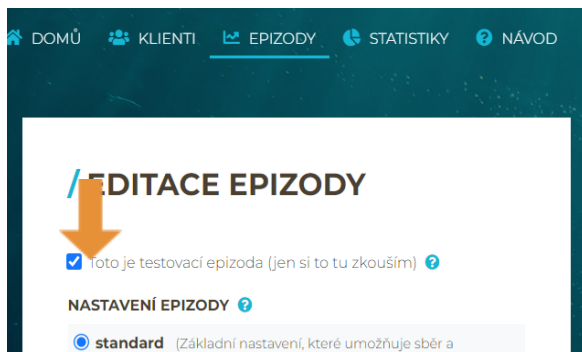 DOMŮ KLIENTI EPIZODY STATISTIKY ? NÁVOD
/ EDITACE EPIZODY
Toto je testovací epizoda (jen si to tu zkouším) ?
NASTAVENÍ EPIZODY ?
standard (Základní nastavení, které umožňuje sběr a